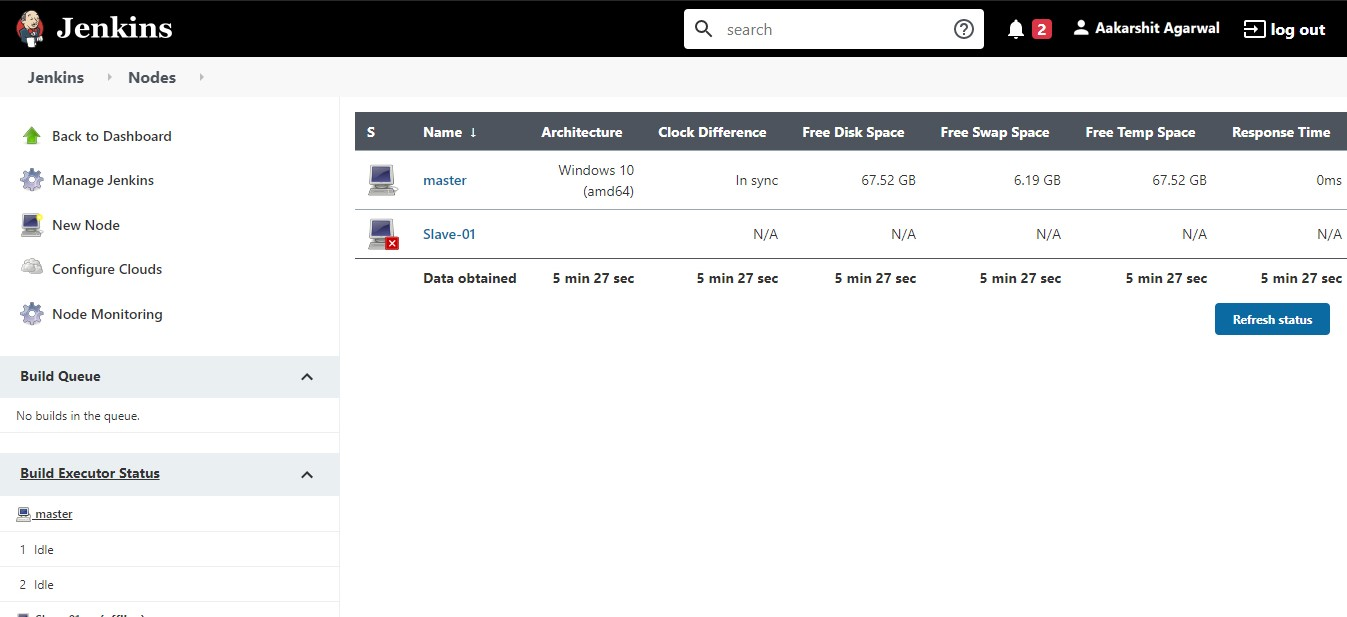 Jenkins
search
2
Aakarshit Agarwal
log out
Jenkins
Nodes
Back to Dashboard
Manage Jenkins
New Node
Configure Clouds
Node Monitoring
Build Queue
No builds in the queue.
Build Executor Status
master
1 Idle
2 Idle
S Name ↓ Architecture Clock Difference Free Disk Space Free Swap Space Free Temp Space Response Time
master Windows 10 (amd64) In sync 67.52 GB 6.19 GB 67.52 GB 0ms
Slave-01 N/A N/A N/A N/A N/A
Data obtained 5 min 27 sec 5 min 27 sec 5 min 27 sec 5 min 27 sec 5 min 27 sec 5 min 27 sec
Refresh status